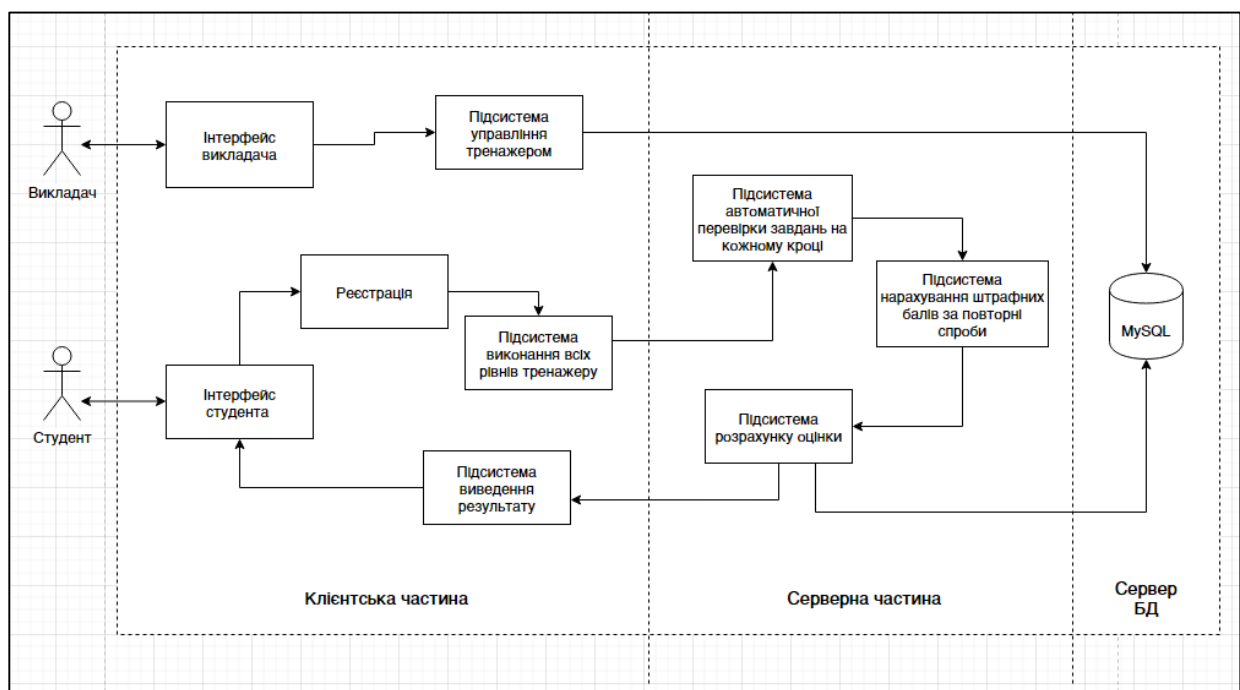 Викладач
Інтерфейс
викладача
Підсистема
управління
тренажером
Підсистема
автоматичної
перевірки завдань на
кожному кроці
Підсистема
нарахування штрафних
балів за повторні
спроби
MySQL
Реєстрація
Підсистема
виконання всіх
рівнів тренажеру
Студент
Інтерфейс
студента
Підсистема
розрахунку оцінки
Підсистема
виведення
результату
Клієнтська частина
Серверна частина
Сервер
БД